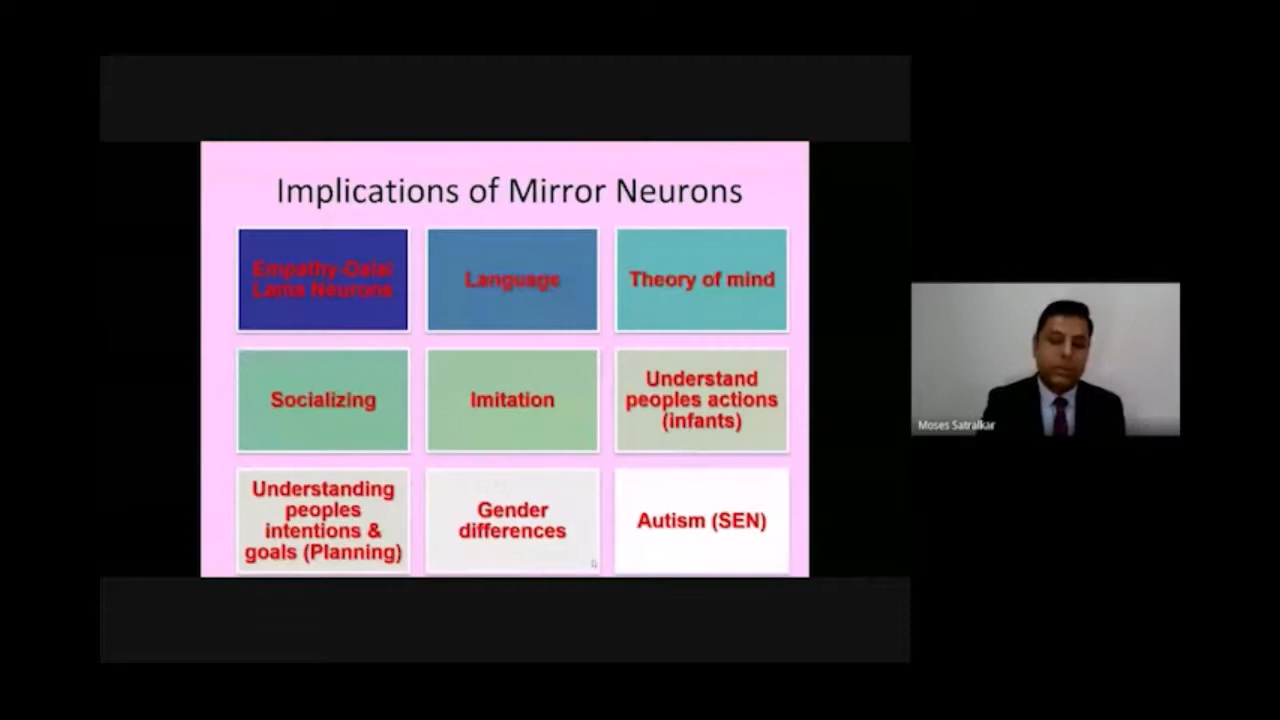 Implications of Mirror Neurons
Empathy-Dalai
Lama Neurons
Language
Theory of mind
Socializing
Imitation
Understand
peoples actions
(infants)
Understanding
peoples
intentions &
goals (Planning)
Gender
differences
Autism (SEN)
Moses Satralkar